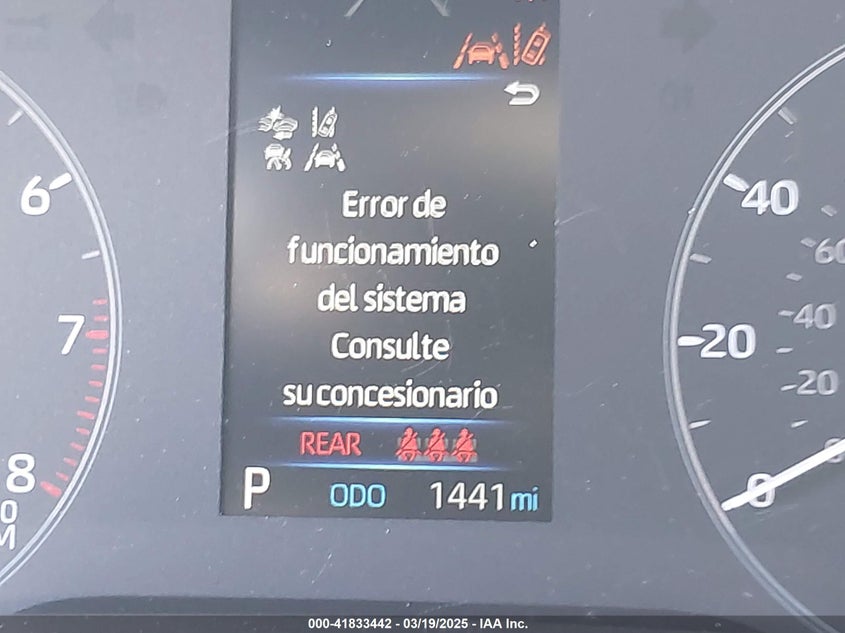 Error de
funcionamiento
del sistema
Consulte
su concesionario
REAR
P ODO 1441 mi
6
7
8
40
20
0
60
40
20
000-41833442 - 03/19/2025 - IAA Inc.